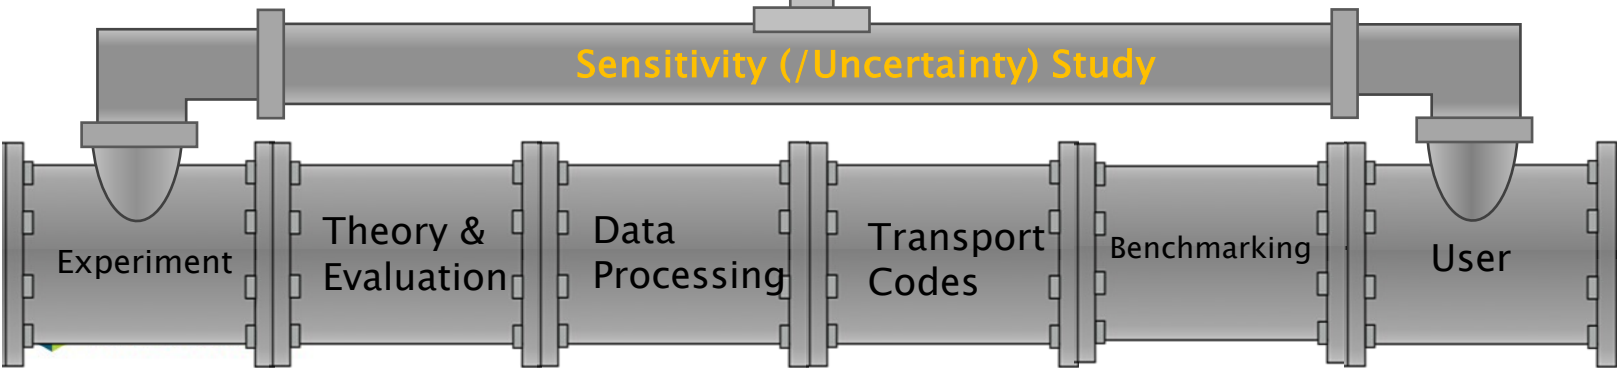 Sensitivity (/Uncertainty) Study
Experiment
Theory &
Evaluation
Data
Processing
Transport
Codes
Benchmarking
User